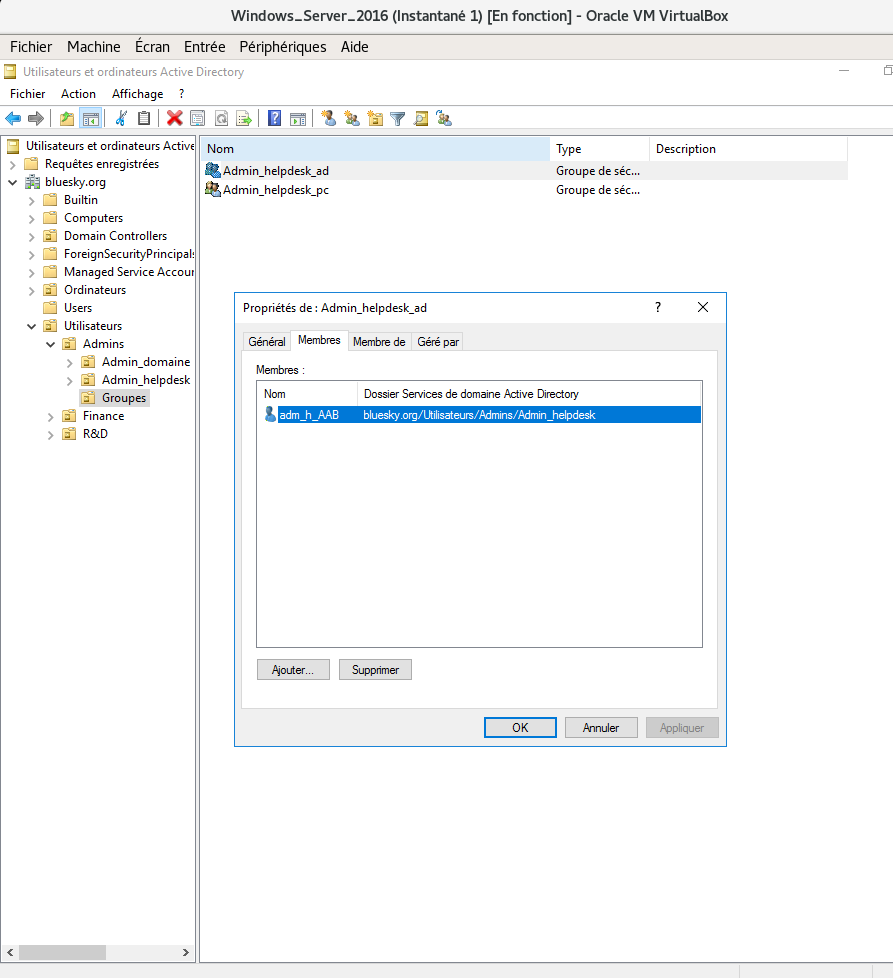 Windows_Server_2016 (Instantané 1) [En fonction] - Oracle VM VirtualBox
Fichier Machine Écran Entrée Périphériques Aide
Utilisateurs et ordinateurs Active Directory
Fichier Action Affichage ?
Utilisateurs et ordinateurs Active
Requêtes enregistrées
bluesky.org
Builtin
Computers
Domain Controllers
ForeignSecurityPrincipals
Managed Service Accour
Ordinateurs
Users
Utilisateurs
Admins
Admin_domaine
Admin_helpdesk
Groupes
Finance
R&D
Nom Type Description
Admin_helpdesk_ad Groupe de séc...
Admin_helpdesk_pc Groupe de séc...
Propriétés de : Admin_helpdesk_ad ?
Général Membres Membre de Géré par
Membres :
Nom Dossier Services de domaine Active Directory
adm_h_AAB bluesky.org/Utilisateurs/Admins/Admin_helpdesk
Ajouter... Supprimer
OK Annuler Appliquer